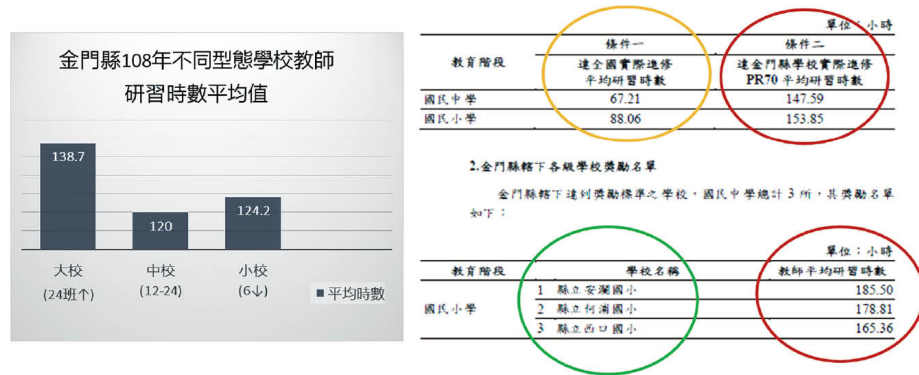 金門縣108年不同型態學校教師
研習時數平均值
138.7
120
124.2
大校
(24班个)
中校
(12-24)
小校
(6↓)
■平均時數
單位：小時
教育階段
條件一
達全國實際進修
平均研習時數
條件二
達金門縣學校實際進修
PR70 平均研習時數
國民中學 67.21 147.59
國民小學 88.06 153.85
2.金門縣轄下各級學校獎勵名單
金門縣轄下達到獎勵標準之學校，國民中學總計 3 所，其獎勵名單
如下：
單位：小時
教育階段 學校名稱 教師平均研習時數
國民小學
1 縣立安瀾國小 185.50
2 縣立何浦國小 178.81
3 縣立西口國小 165.36